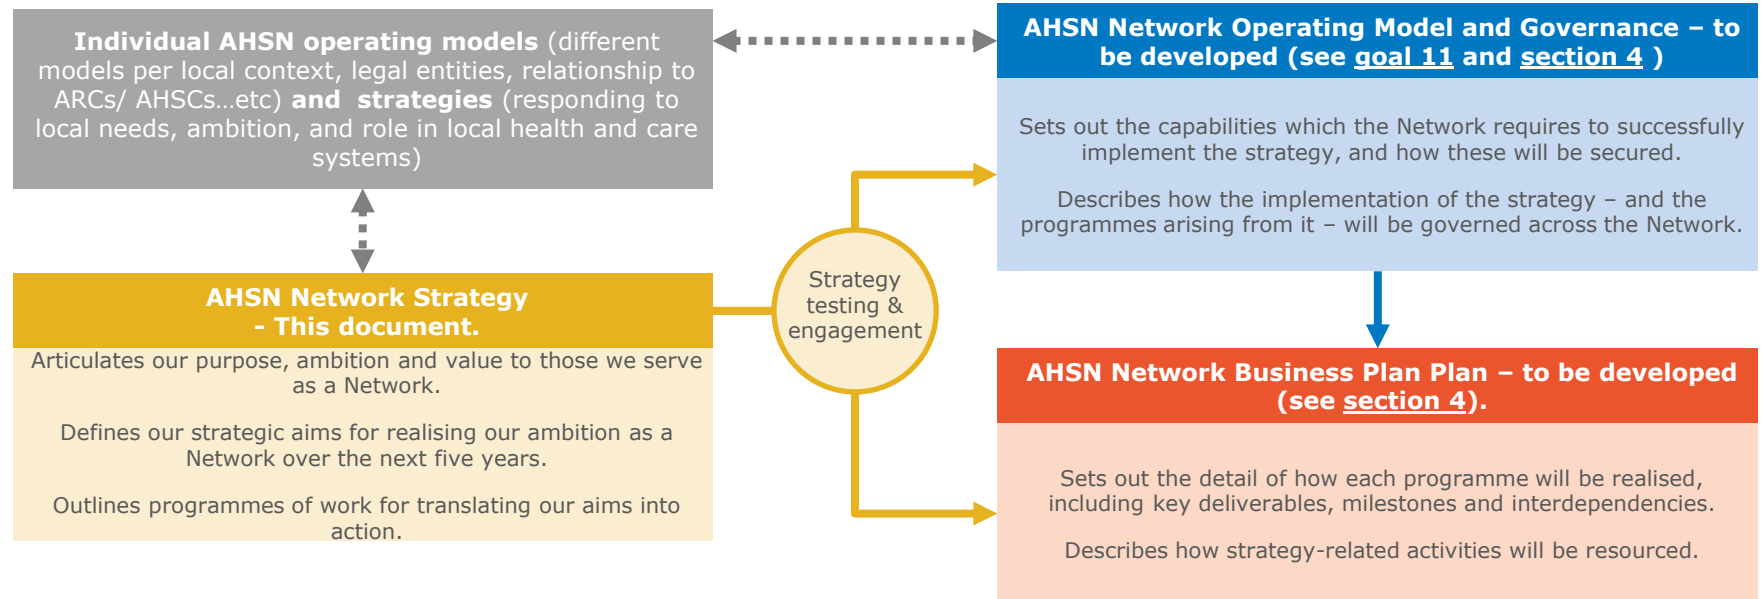 Individual AHSN operating models (different
models per local context, legal entities, relationship to
ARCs/ AHSCs…etc) and  strategies (responding to
local needs, ambition, and role in local health and care
systems)
AHSN Network Strategy
- This document.
Articulates our purpose, ambition and value to those we serve
as a Network.
Defines our strategic aims for realising our ambition as a
Network over the next five years.
Outlines programmes of work for translating our aims into
action.
Strategy
testing &
engagement
AHSN Network Operating Model and Governance – to
be developed (see goal 11 and section 4 )
Sets out the capabilities which the Network requires to successfully
implement the strategy, and how these will be secured.
Describes how the implementation of the strategy – and the
programmes arising from it – will be governed across the Network.
AHSN Network Business Plan Plan – to be developed
(see section 4).
Sets out the detail of how each programme will be realised,
including key deliverables, milestones and interdependencies.
Describes how strategy-related activities will be resourced.